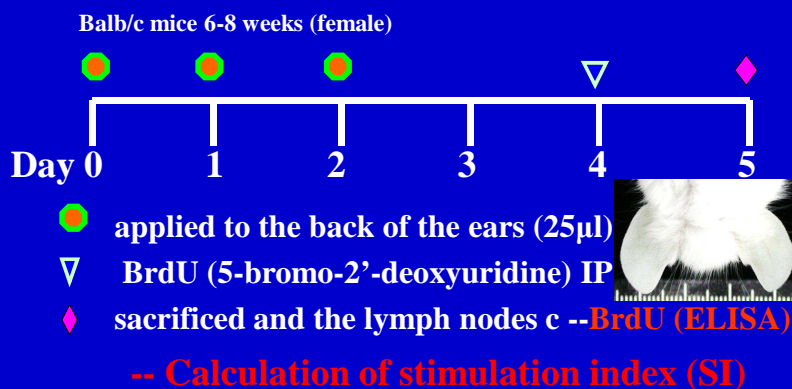 Balb/c mice 6-8 weeks (female)
Day 0 1 2 3 4 5
applied to the back of the ears (25µl)
BrdU (5-bromo-2’-deoxyuridine) IP
sacrificed and the lymph nodes c --BrdU (ELISA)
-- Calculation of stimulation index (SI)